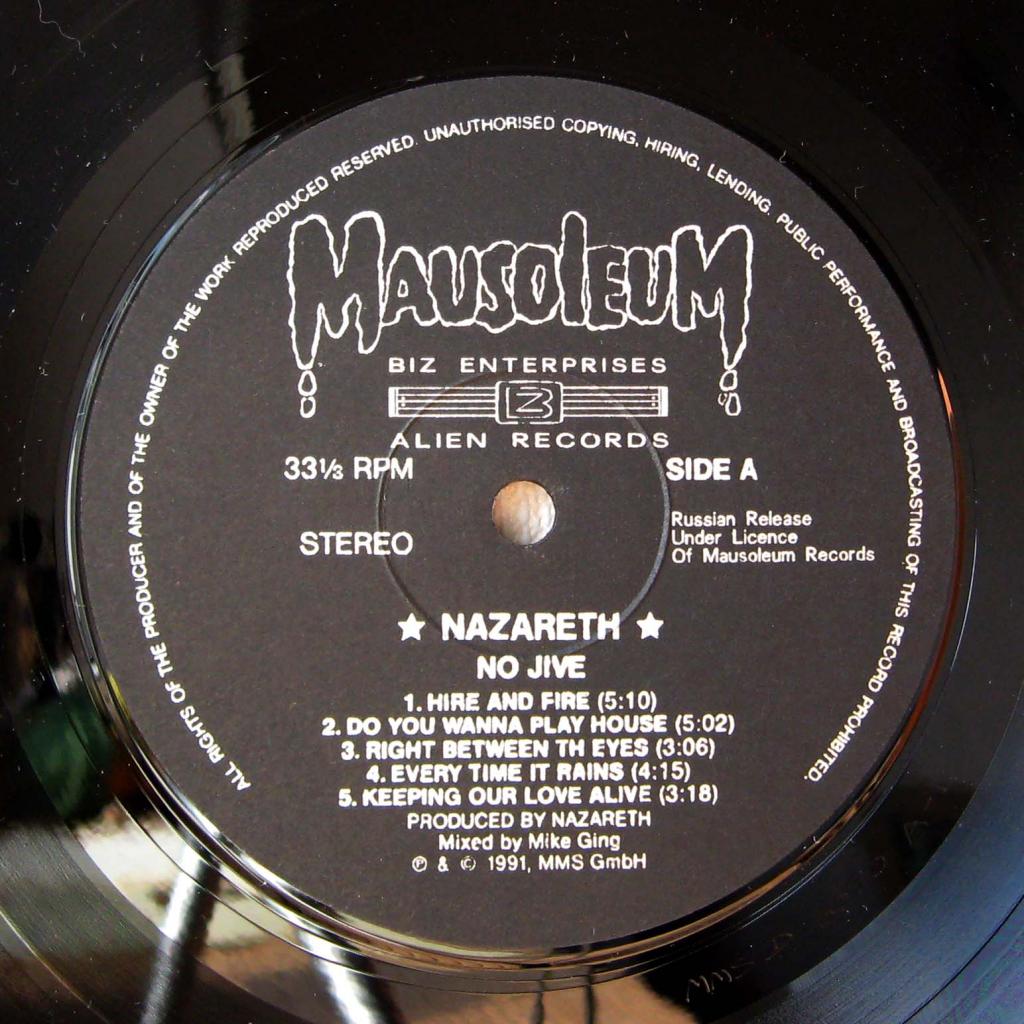 ALL RIGHTS OF THE PRODUCER AND OF THE OWNER OF THE WORK REPRODUCED RESERVED. UNAUTHORISED COPYING, HIRING, LENDING. PUBLIC PERFORMANCE AND BROADCASTING OF THIS RECORD PROHIBITED.
MAUSOLEUM
BIZ ENTERPRISES
B
ALIEN RECORDS
33⅓ RPM
SIDE A
STEREO
Russian Release
Under Licence
Of Mausoleum Records
★ NAZARETH ★
NO JIVE
1. HIRE AND FIRE (5:10)
2. DO YOU WANNA PLAY HOUSE (5:02)
3. RIGHT BETWEEN TH EYES (3:06)
4. EVERY TIME IT RAINS (4:15)
5. KEEPING OUR LOVE ALIVE (3:18)
PRODUCED BY NAZARETH
Mixed by Mike Ging
℗ & © 1991, MMS GmbH